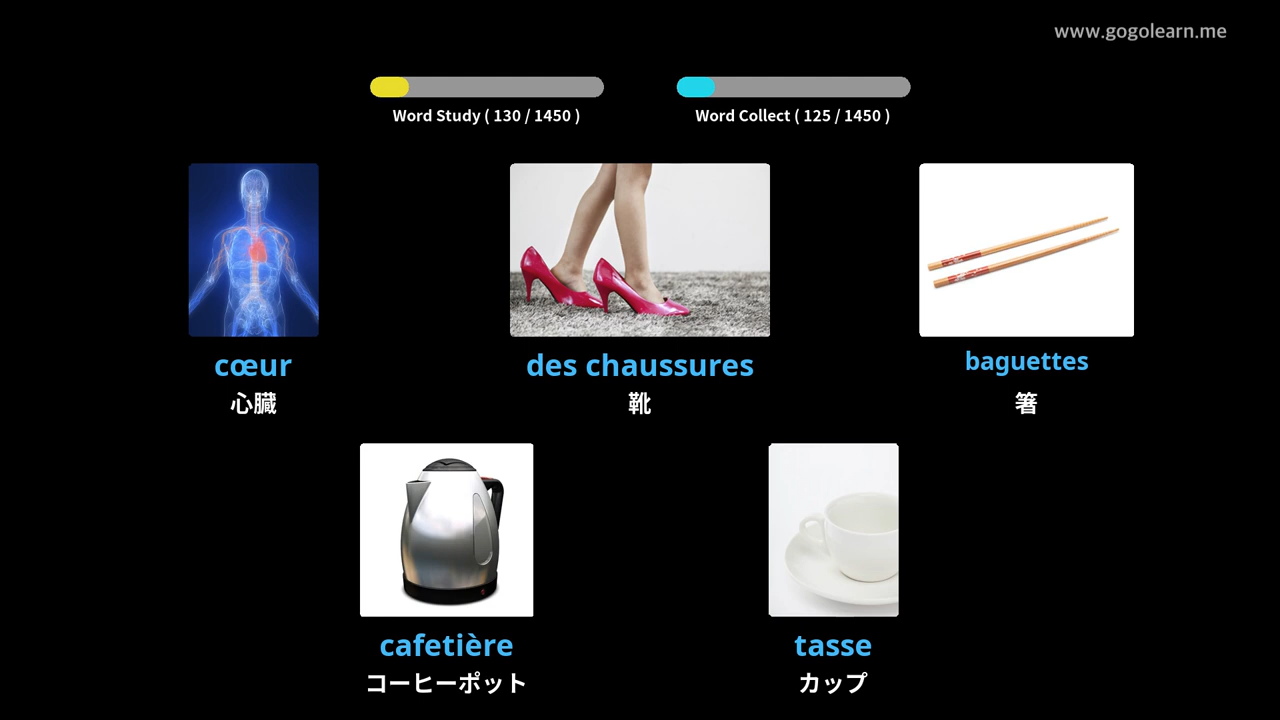 www.gogolearn.me
Word Study ( 130 / 1450 )
Word Collect ( 125 / 1450 )
cœur
des chaussures
baguettes
心臓
靴
箸
cafetière
tasse
コーヒーポット
カップ